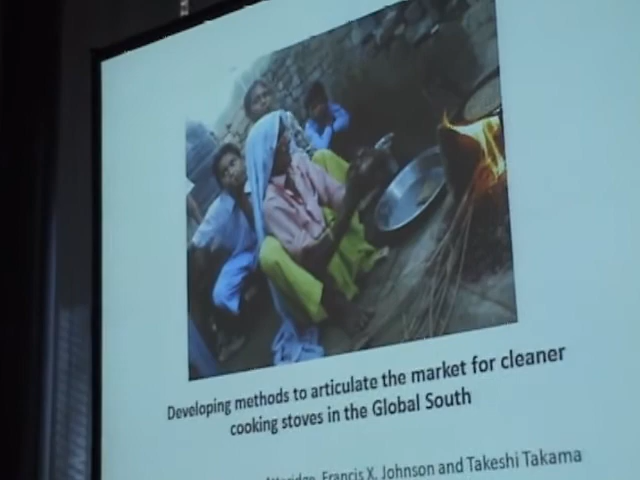 Developing methods to articulate the market for cleaner
cooking stoves in the Global South
Francis X. Johnson and Takeshi Takama